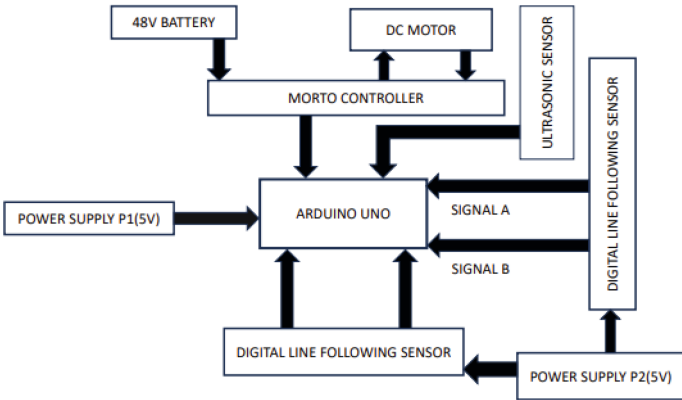 48V BATTERY
DC MOTOR
ULTRASONIC SENSOR
MORTO CONTROLLER
DIGITAL LINE FOLLOWING SENSOR
ARDUINO UNO
SIGNAL A
POWER SUPPLY P1(5V)
SIGNAL B
DIGITAL LINE FOLLOWING SENSOR
POWER SUPPLY P2(5V)